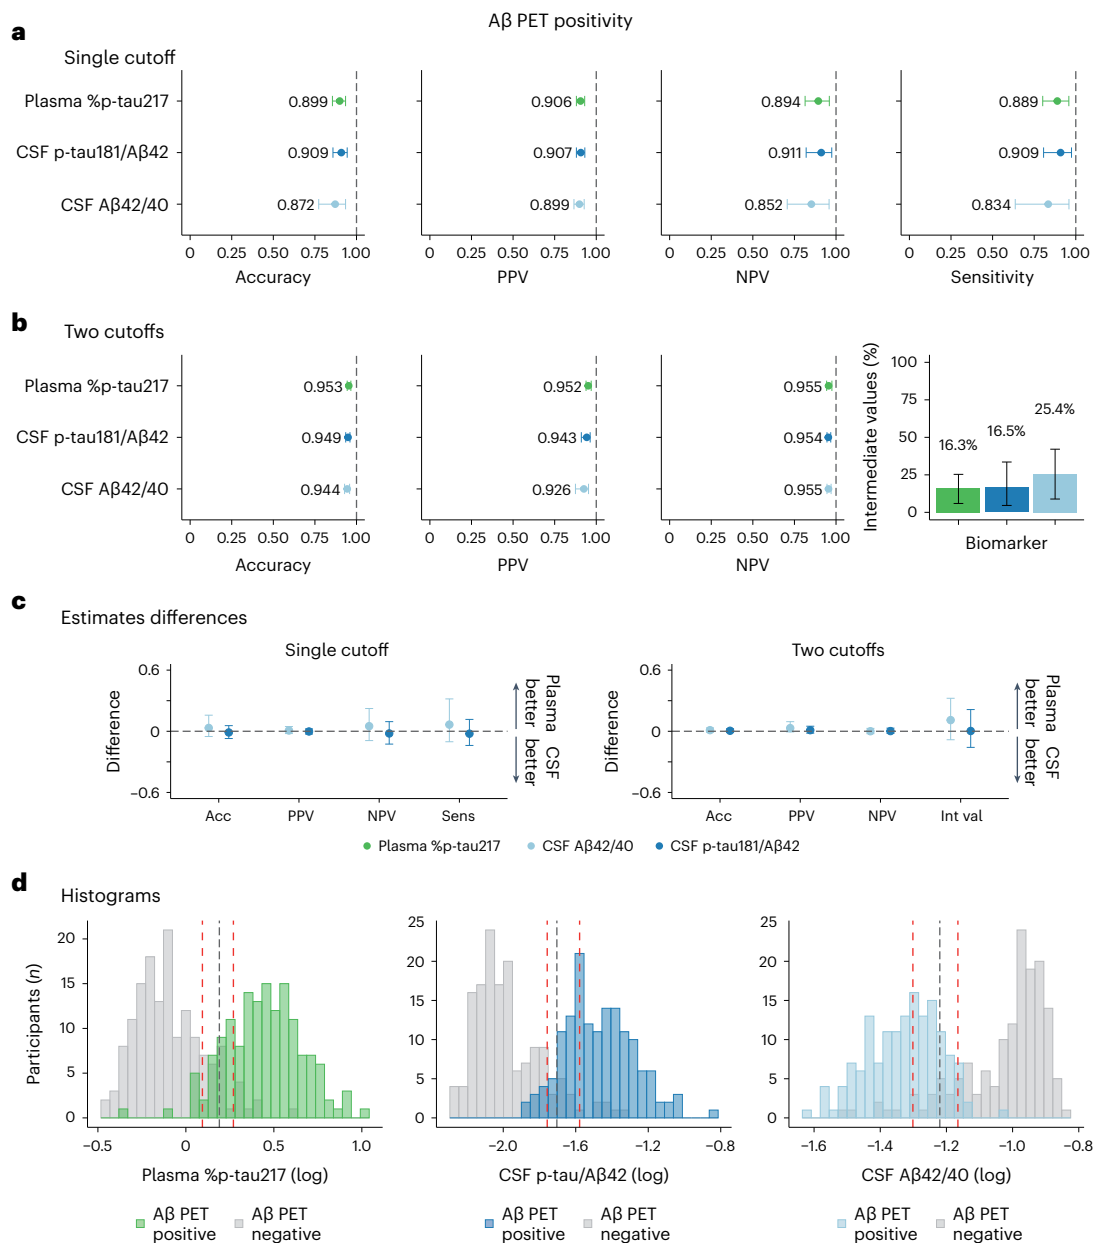 Aβ PET positivity
a
Single cutoff
Plasma %p-tau217
CSF p-tau181/Aβ42
CSF Aβ42/40
0.899
0.909
0.872
0 0.25 0.50 0.75 1.00
Accuracy
0.906
0.907
0.899
0 0.25 0.50 0.75 1.00
PPV
0.894
0.911
0.852
0 0.25 0.50 0.75 1.00
NPV
0.889
0.909
0.834
0 0.25 0.50 0.75 1.00
Sensitivity
b
Two cutoffs
Plasma %p-tau217
CSF p-tau181/Aβ42
CSF Aβ42/40
0.953
0.949
0.944
0 0.25 0.50 0.75 1.00
Accuracy
0.952
0.943
0.926
0 0.25 0.50 0.75 1.00
PPV
0.955
0.954
0.955
0 0.25 0.50 0.75 1.00
NPV
Intermediate values (%)
100
75
50
25
0
16.3%
16.5%
25.4%
Biomarker
c
Estimates differences
Single cutoff
Difference
0.6
0
−0.6
Acc PPV NPV Sens
Plasma
better
CSF
better
Two cutoffs
Difference
0.6
0
−0.6
Acc PPV NPV Int val
Plasma
better
CSF
better
Plasma %p-tau217 CSF Aβ42/40 CSF p-tau181/Aβ42
d
Histograms
Participants (n)
20
15
10
5
0
−0.5 0 0.5 1.0
Plasma %p-tau217 (log)
Aβ PET
positive
Aβ PET
negative
25
20
15
10
5
0
−2.0 −1.6 −1.2 −0.8
CSF p-tau/Aβ42 (log)
Aβ PET
positive
Aβ PET
negative
25
20
15
10
5
0
−1.6 −1.4 −1.2 −1.0 −0.8
CSF Aβ42/40 (log)
Aβ PET
positive
Aβ PET
negative